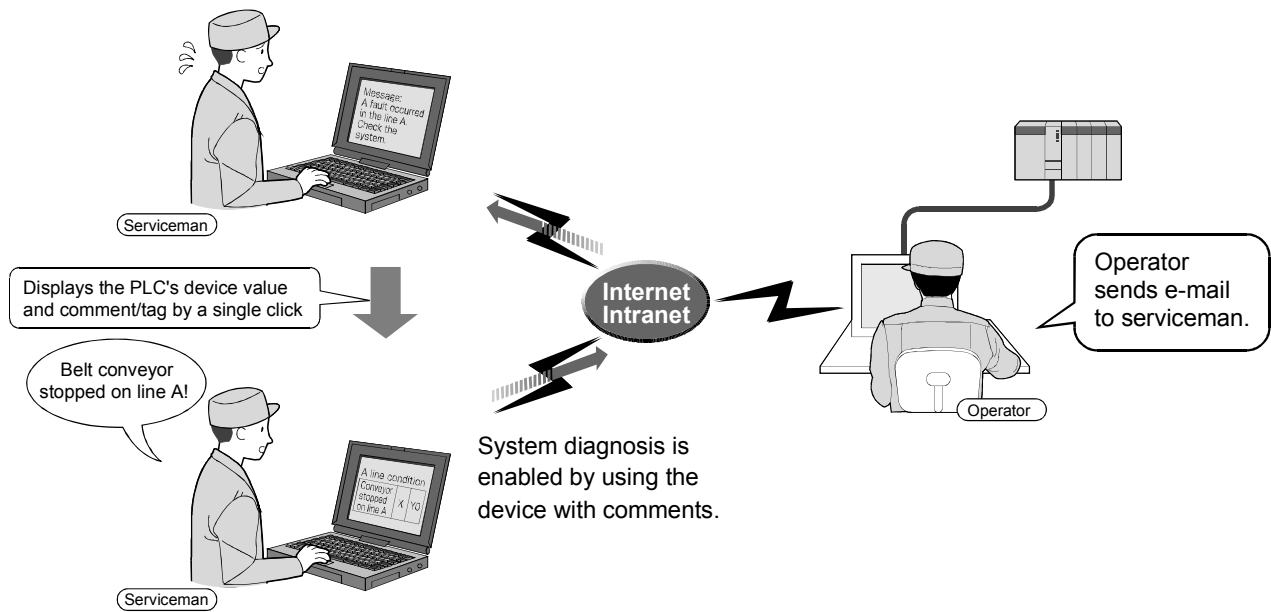 Message:
A fault occurred
in the line A.
Check the
system.
Serviceman
Displays the PLC's device value
and comment/tag by a single click
Belt conveyor
stopped on line A!
A line condition
Conveyor
stopped
on line A
X
Y0
Serviceman
System diagnosis is
enabled by using the
device with comments.
Internet
Intranet
Operator
sends e-mail
to serviceman.
Operator